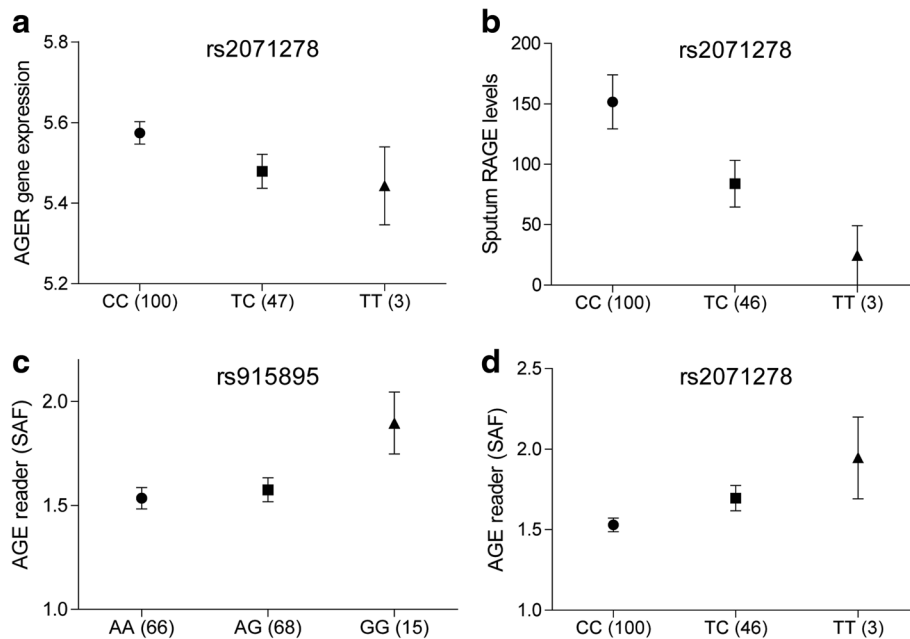 a
rs2071278
AGER gene expression
5.8
5.6
5.4
5.2
CC (100) TC (47) TT (3)
b
rs2071278
Sputum RAGE levels
200
150
100
50
0
CC (100) TC (46) TT (3)
c
rs915895
AGE reader (SAF)
2.0
1.5
1.0
AA (66) AG (68) GG (15)
d
rs2071278
AGE reader (SAF)
2.5
2.0
1.5
1.0
CC (100) TC (46) TT (3)